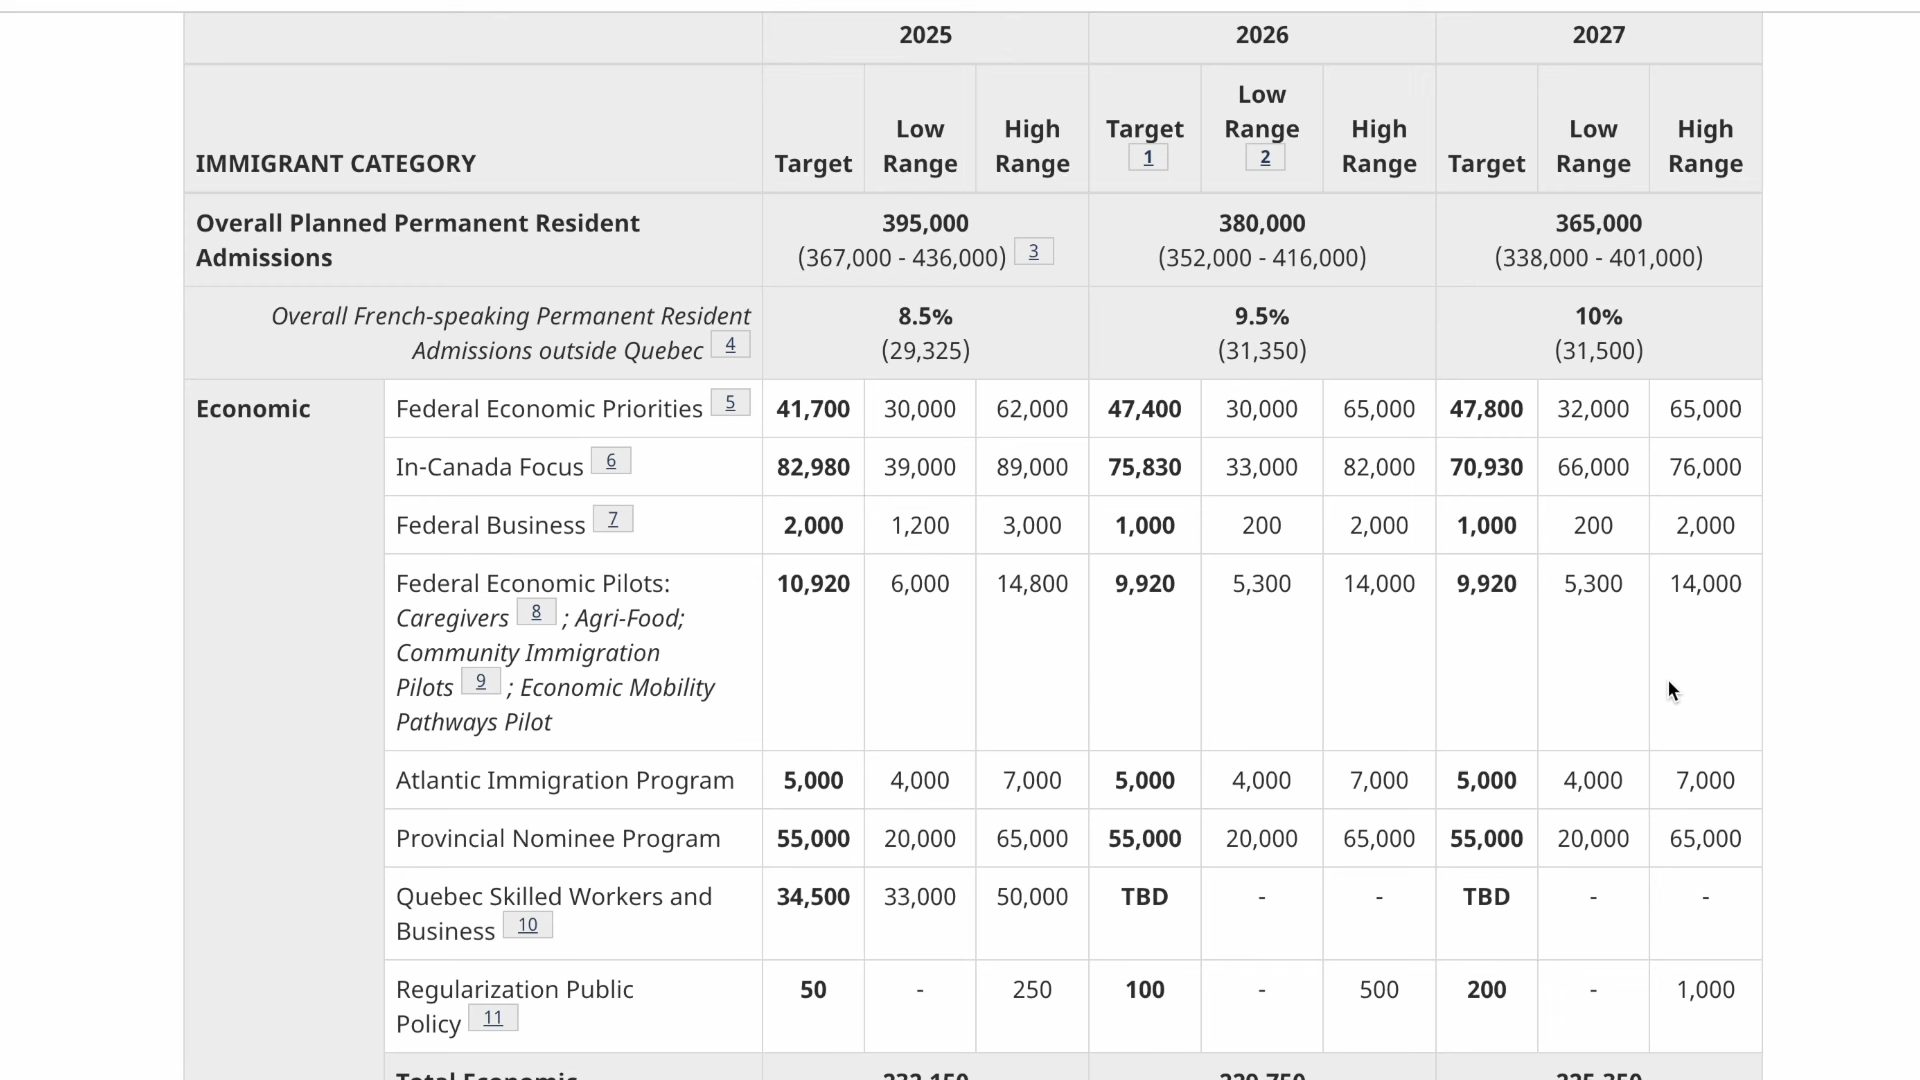 2025 2026 2027
IMMIGRANT CATEGORY Target Low Range High Range Target 1 Low Range 2 High Range Target Low Range High Range
Overall Planned Permanent Resident 395,000 380,000 365,000
Admissions (367,000 - 436,000) 3 (352,000 - 416,000) (338,000 - 401,000)
Overall French-speaking Permanent Resident 8.5% 9.5% 10%
Admissions outside Quebec 4 (29,325) (31,350) (31,500)
Economic Federal Economic Priorities 5 41,700 30,000 62,000 47,400 30,000 65,000 47,800 32,000 65,000
In-Canada Focus 6 82,980 39,000 89,000 75,830 33,000 82,000 70,930 66,000 76,000
Federal Business 7 2,000 1,200 3,000 1,000 200 2,000 1,000 200 2,000
Federal Economic Pilots: 10,920 6,000 14,800 9,920 5,300 14,000 9,920 5,300 14,000
Caregivers 8 ; Agri-Food;
Community Immigration
Pilots 9 ; Economic Mobility
Pathways Pilot
Atlantic Immigration Program 5,000 4,000 7,000 5,000 4,000 7,000 5,000 4,000 7,000
Provincial Nominee Program 55,000 20,000 65,000 55,000 20,000 65,000 55,000 20,000 65,000
Quebec Skilled Workers and 34,500 33,000 50,000 TBD - - TBD - -
Business 10
Regularization Public 50 - 250 100 - 500 200 - 1,000
Policy 11
Total Economic 232,150 229,750 225,350